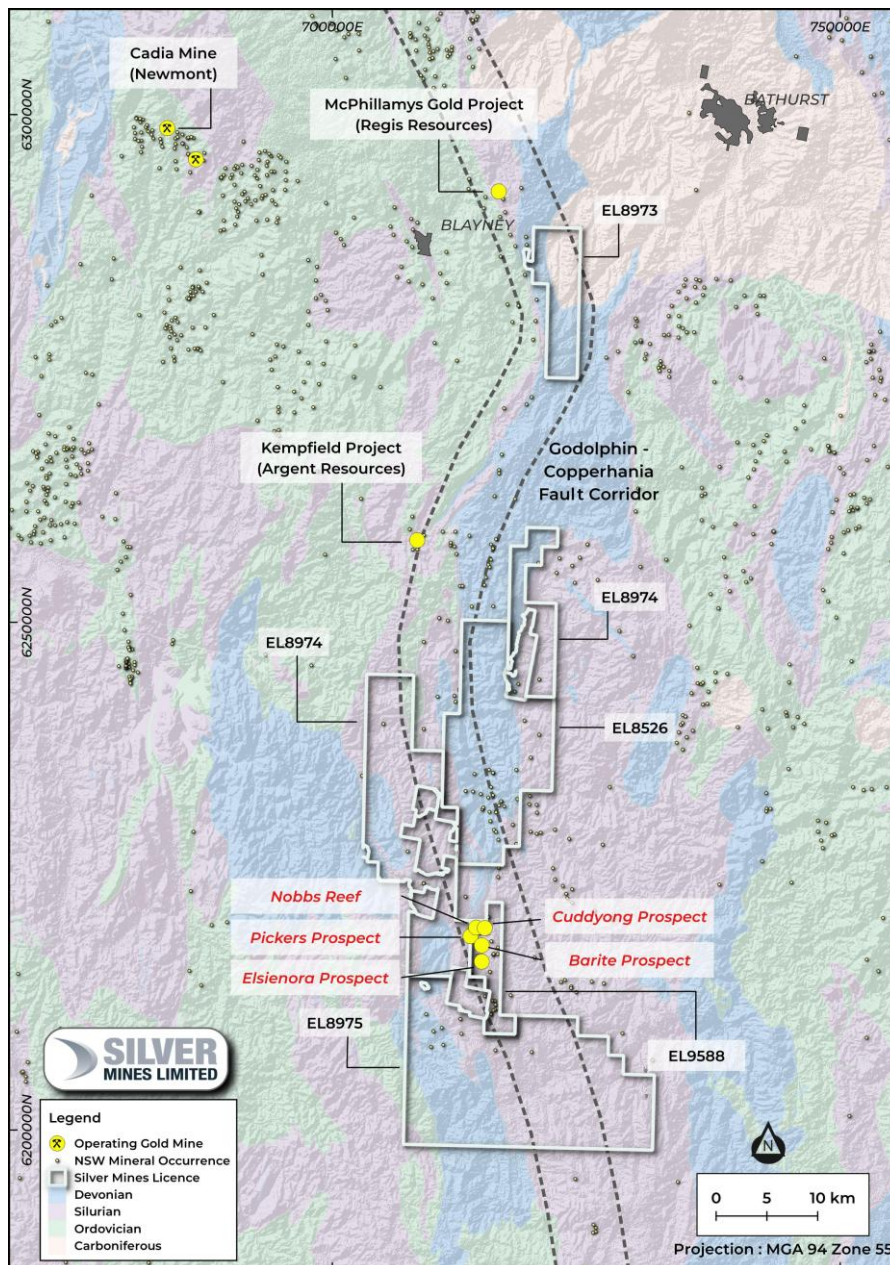 700000E
750000E
Cadia Mine
(Newmont)
McPhillamys Gold Project
(Regis Resources)
BATHURST
6300000N
BLAYNEY
EL8973
Kempfield Project
(Argent Resources)
Godolphin -
Copperhania
Fault Corridor
6250000N
EL8974
EL8974
EL8526
Nobbs Reef
Cuddyong Prospect
Pickers Prospect
Barite Prospect
Elsienora Prospect
EL8975
EL9588
SILVER
MINES LIMITED
6200000N
Legend
Operating Gold Mine
NSW Mineral Occurrence
Silver Mines Licence
Devonian
Silurian
Ordovician
Carboniferous
N
0 5 10 km
Projection : MGA 94 Zone 55